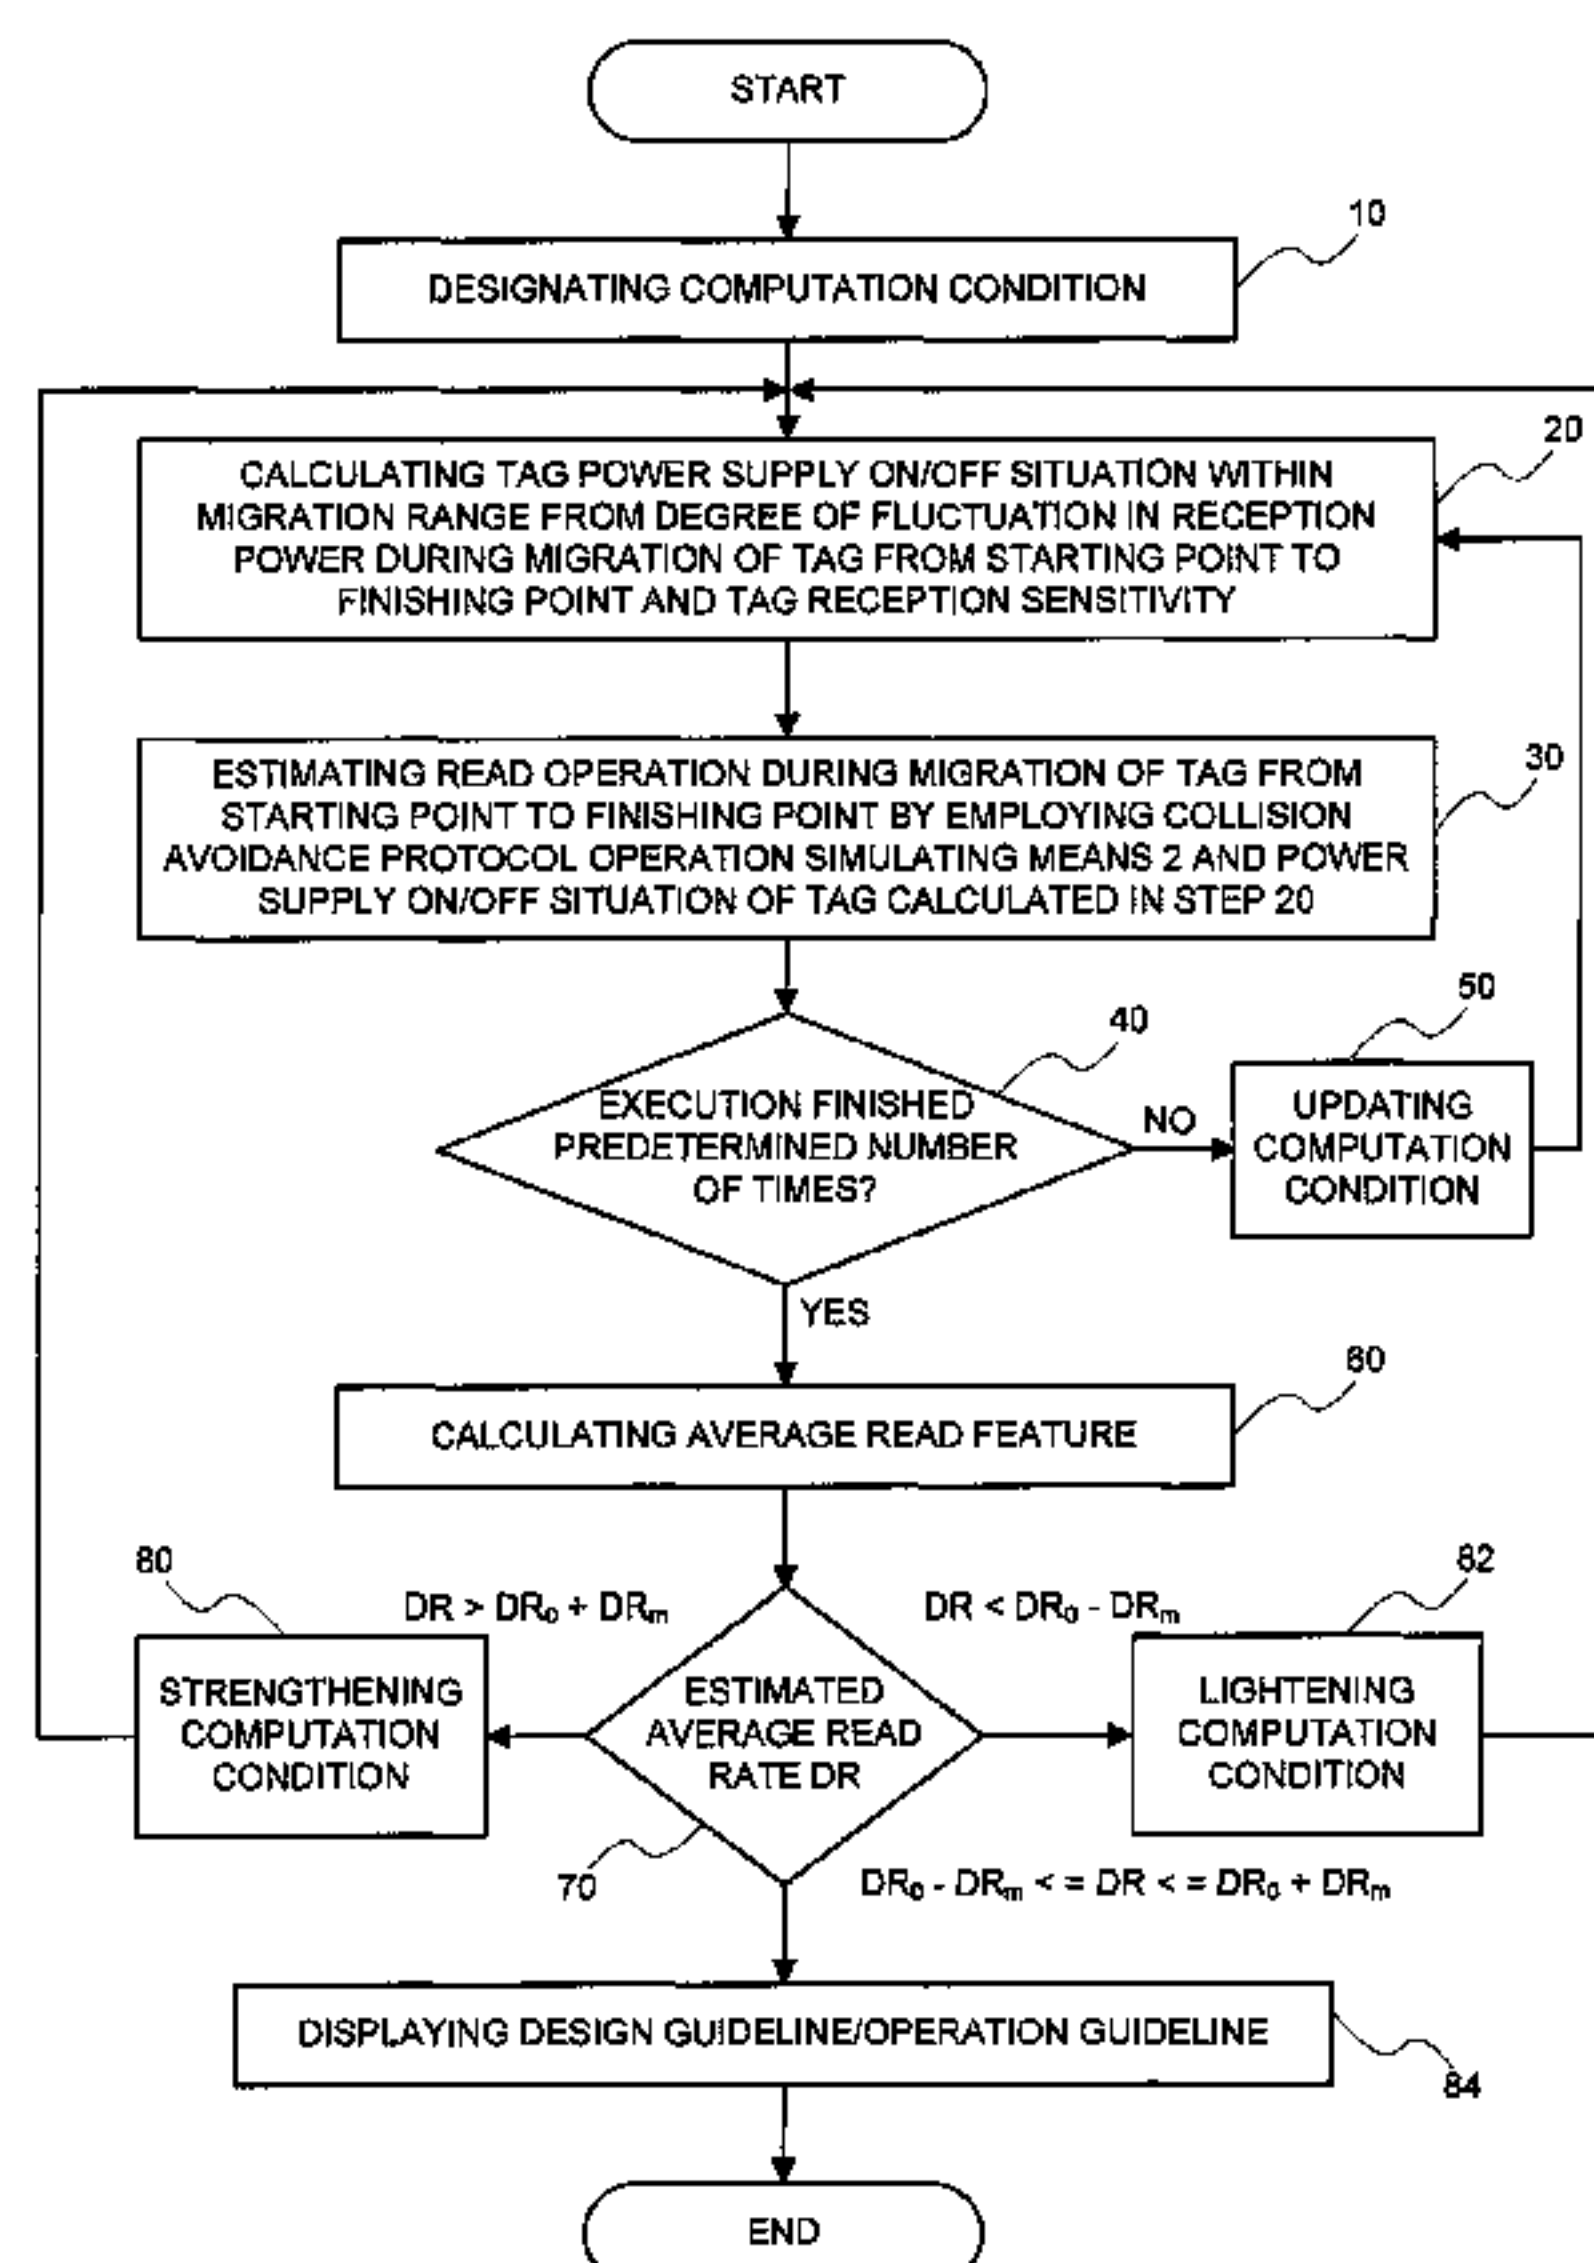 START
10
DESIGNATING COMPUTATION CONDITION
20
CALCULATING TAG POWER SUPPLY ON/OFF SITUATION WITHIN
MIGRATION RANGE FROM DEGREE OF FLUCTUATION IN RECEPTION
POWER DURING MIGRATION OF TAG FROM STARTING POINT TO
FINISHING POINT AND TAG RECEPTION SENSITIVITY
30
ESTIMATING READ OPERATION DURING MIGRATION OF TAG FROM
STARTING POINT TO FINISHING POINT BY EMPLOYING COLLISION
AVOIDANCE PROTOCOL OPERATION SIMULATING MEANS 2 AND POWER
SUPPLY ON/OFF SITUATION OF TAG CALCULATED IN STEP 20
40
50
EXECUTION FINISHED
PREDETERMINED NUMBER
OF TIMES?
NO
UPDATING
COMPUTATION
CONDITION
YES
60
CALCULATING AVERAGE READ FEATURE
80
DR > DR₀ + DRₘ
DR < DR₀ - DRₘ
82
STRENGTHENING
COMPUTATION
CONDITION
ESTIMATED
AVERAGE READ
RATE DR
LIGHTENING
COMPUTATION
CONDITION
70
DR₀ - DRₘ < = DR < = DR₀ + DRₘ
DISPLAYING DESIGN GUIDELINE/OPERATION GUIDELINE
84
END